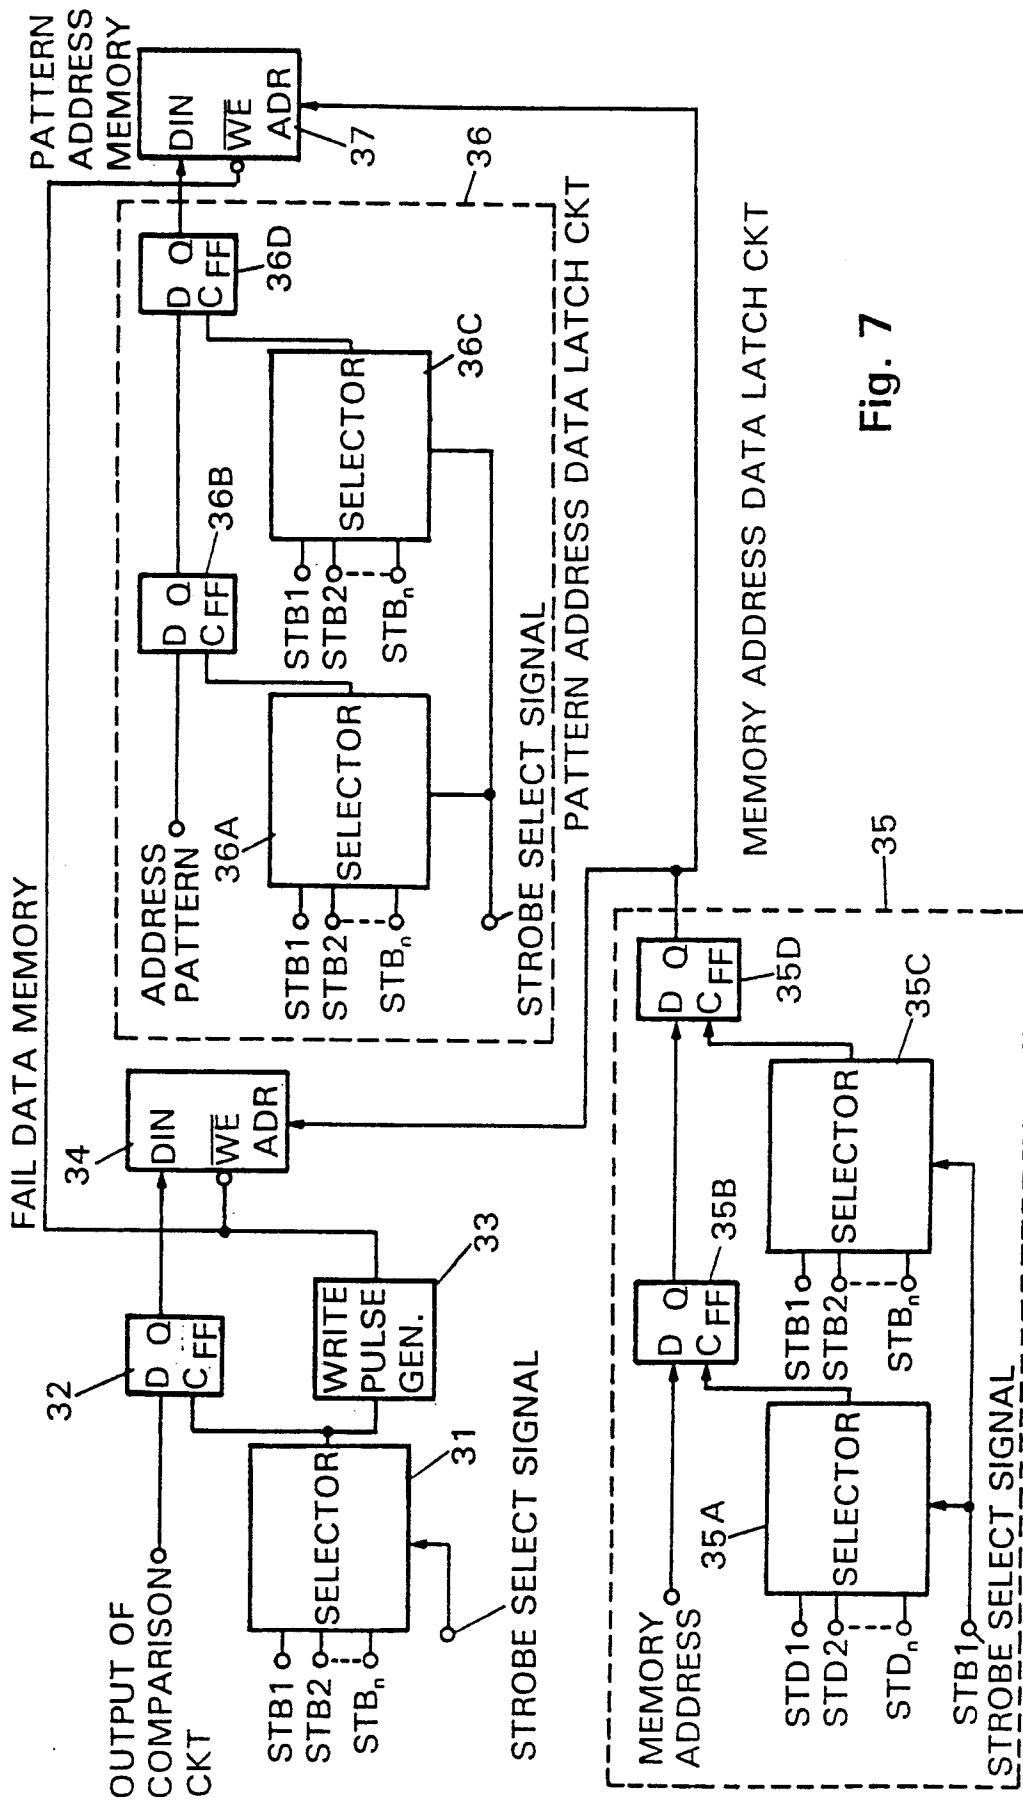 OUTPUT OF
COMPARISON
CKT
32
D Q
C FF
FAIL DATA MEMORY
34
DIN
WE
ADR
STB1
STB2
STBn
SELECTOR
31
WRITE
PULSE
GEN.
33
STROBE SELECT SIGNAL
ADDRESS
PATTERN
36A
STB1
STB2
STBn
SELECTOR
D Q
C FF
36B
STB1
STB2
STBn
SELECTOR
36C
D Q
C FF
36D
STROBE SELECT SIGNAL
PATTERN ADDRESS DATA LATCH CKT
36
PATTERN
ADDRESS
MEMORY
DIN
WE
ADR
37
MEMORY
ADDRESS
35A
STD1
STD2
STDn
SELECTOR
D Q
C FF
35B
STB1
STB2
STBn
SELECTOR
35C
D Q
C FF
35D
STB1
STROBE SELECT SIGNAL
35
MEMORY ADDRESS DATA LATCH CKT
Fig. 7